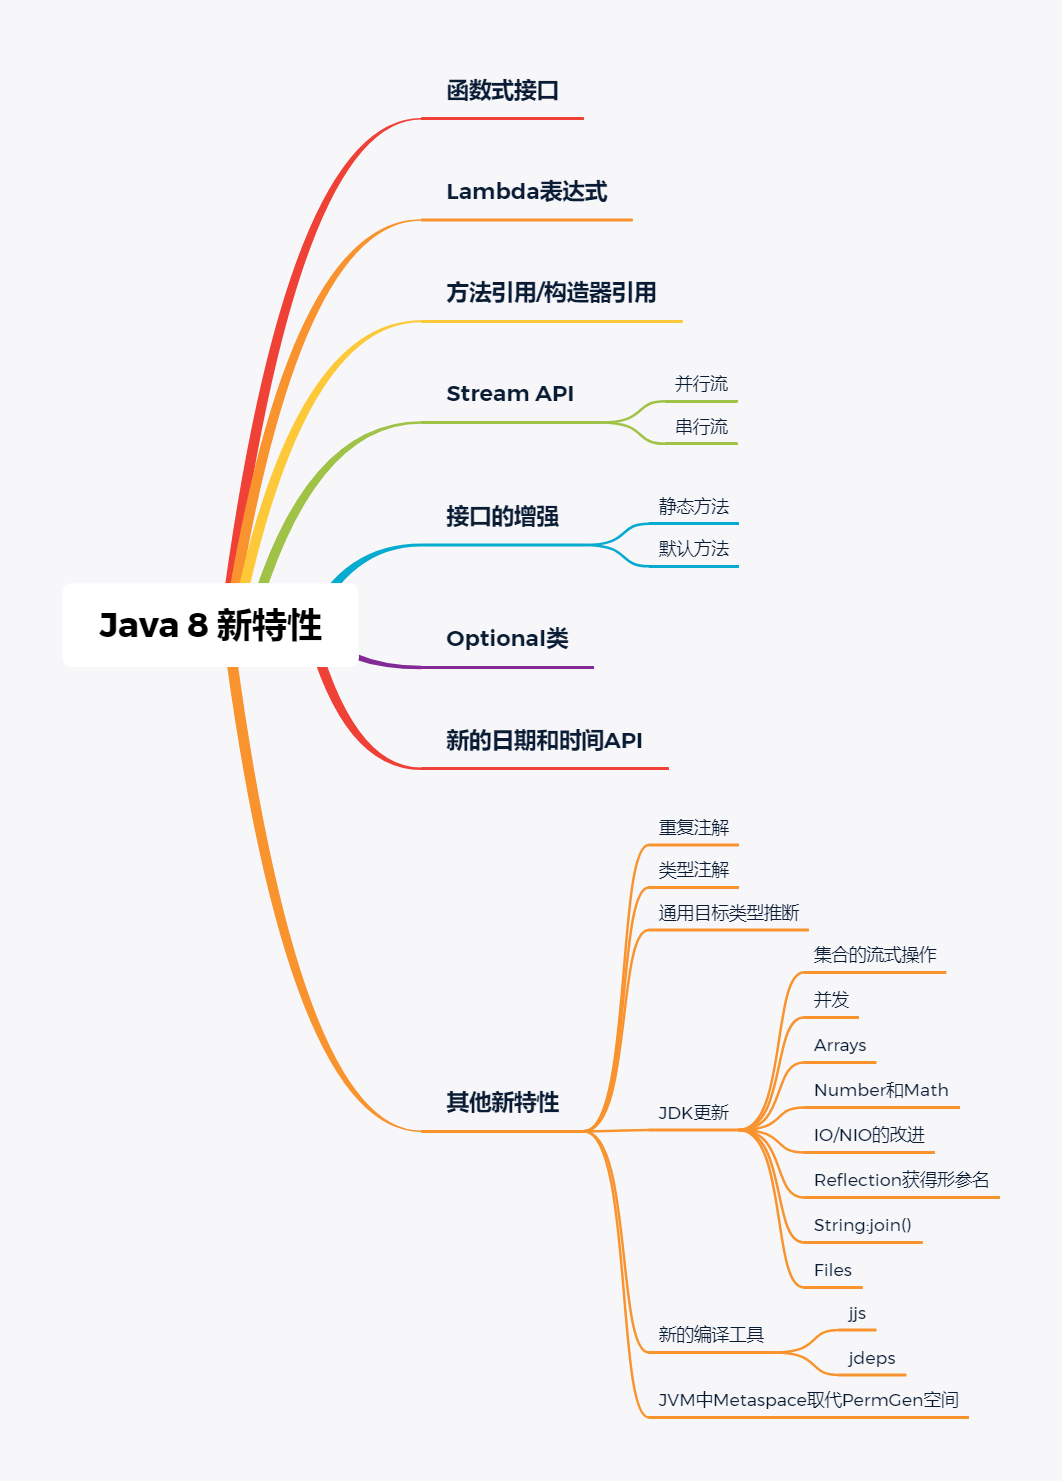 函数式接口
Lambda表达式
方法引用/构造器引用
Stream API
并行流
串行流
接口的增强
静态方法
默认方法
Java 8 新特性
Optional类
新的日期和时间API
其他新特性
重复注解
类型注解
通用目标类型推断
JDK更新
集合的流式操作
并发
Arrays
Number和Math
IO/NIO的改进
Reflection获得形参名
String:join()
Files
新的编译工具
jjs
jdeps
JVM中Metaspace取代PermGen空间